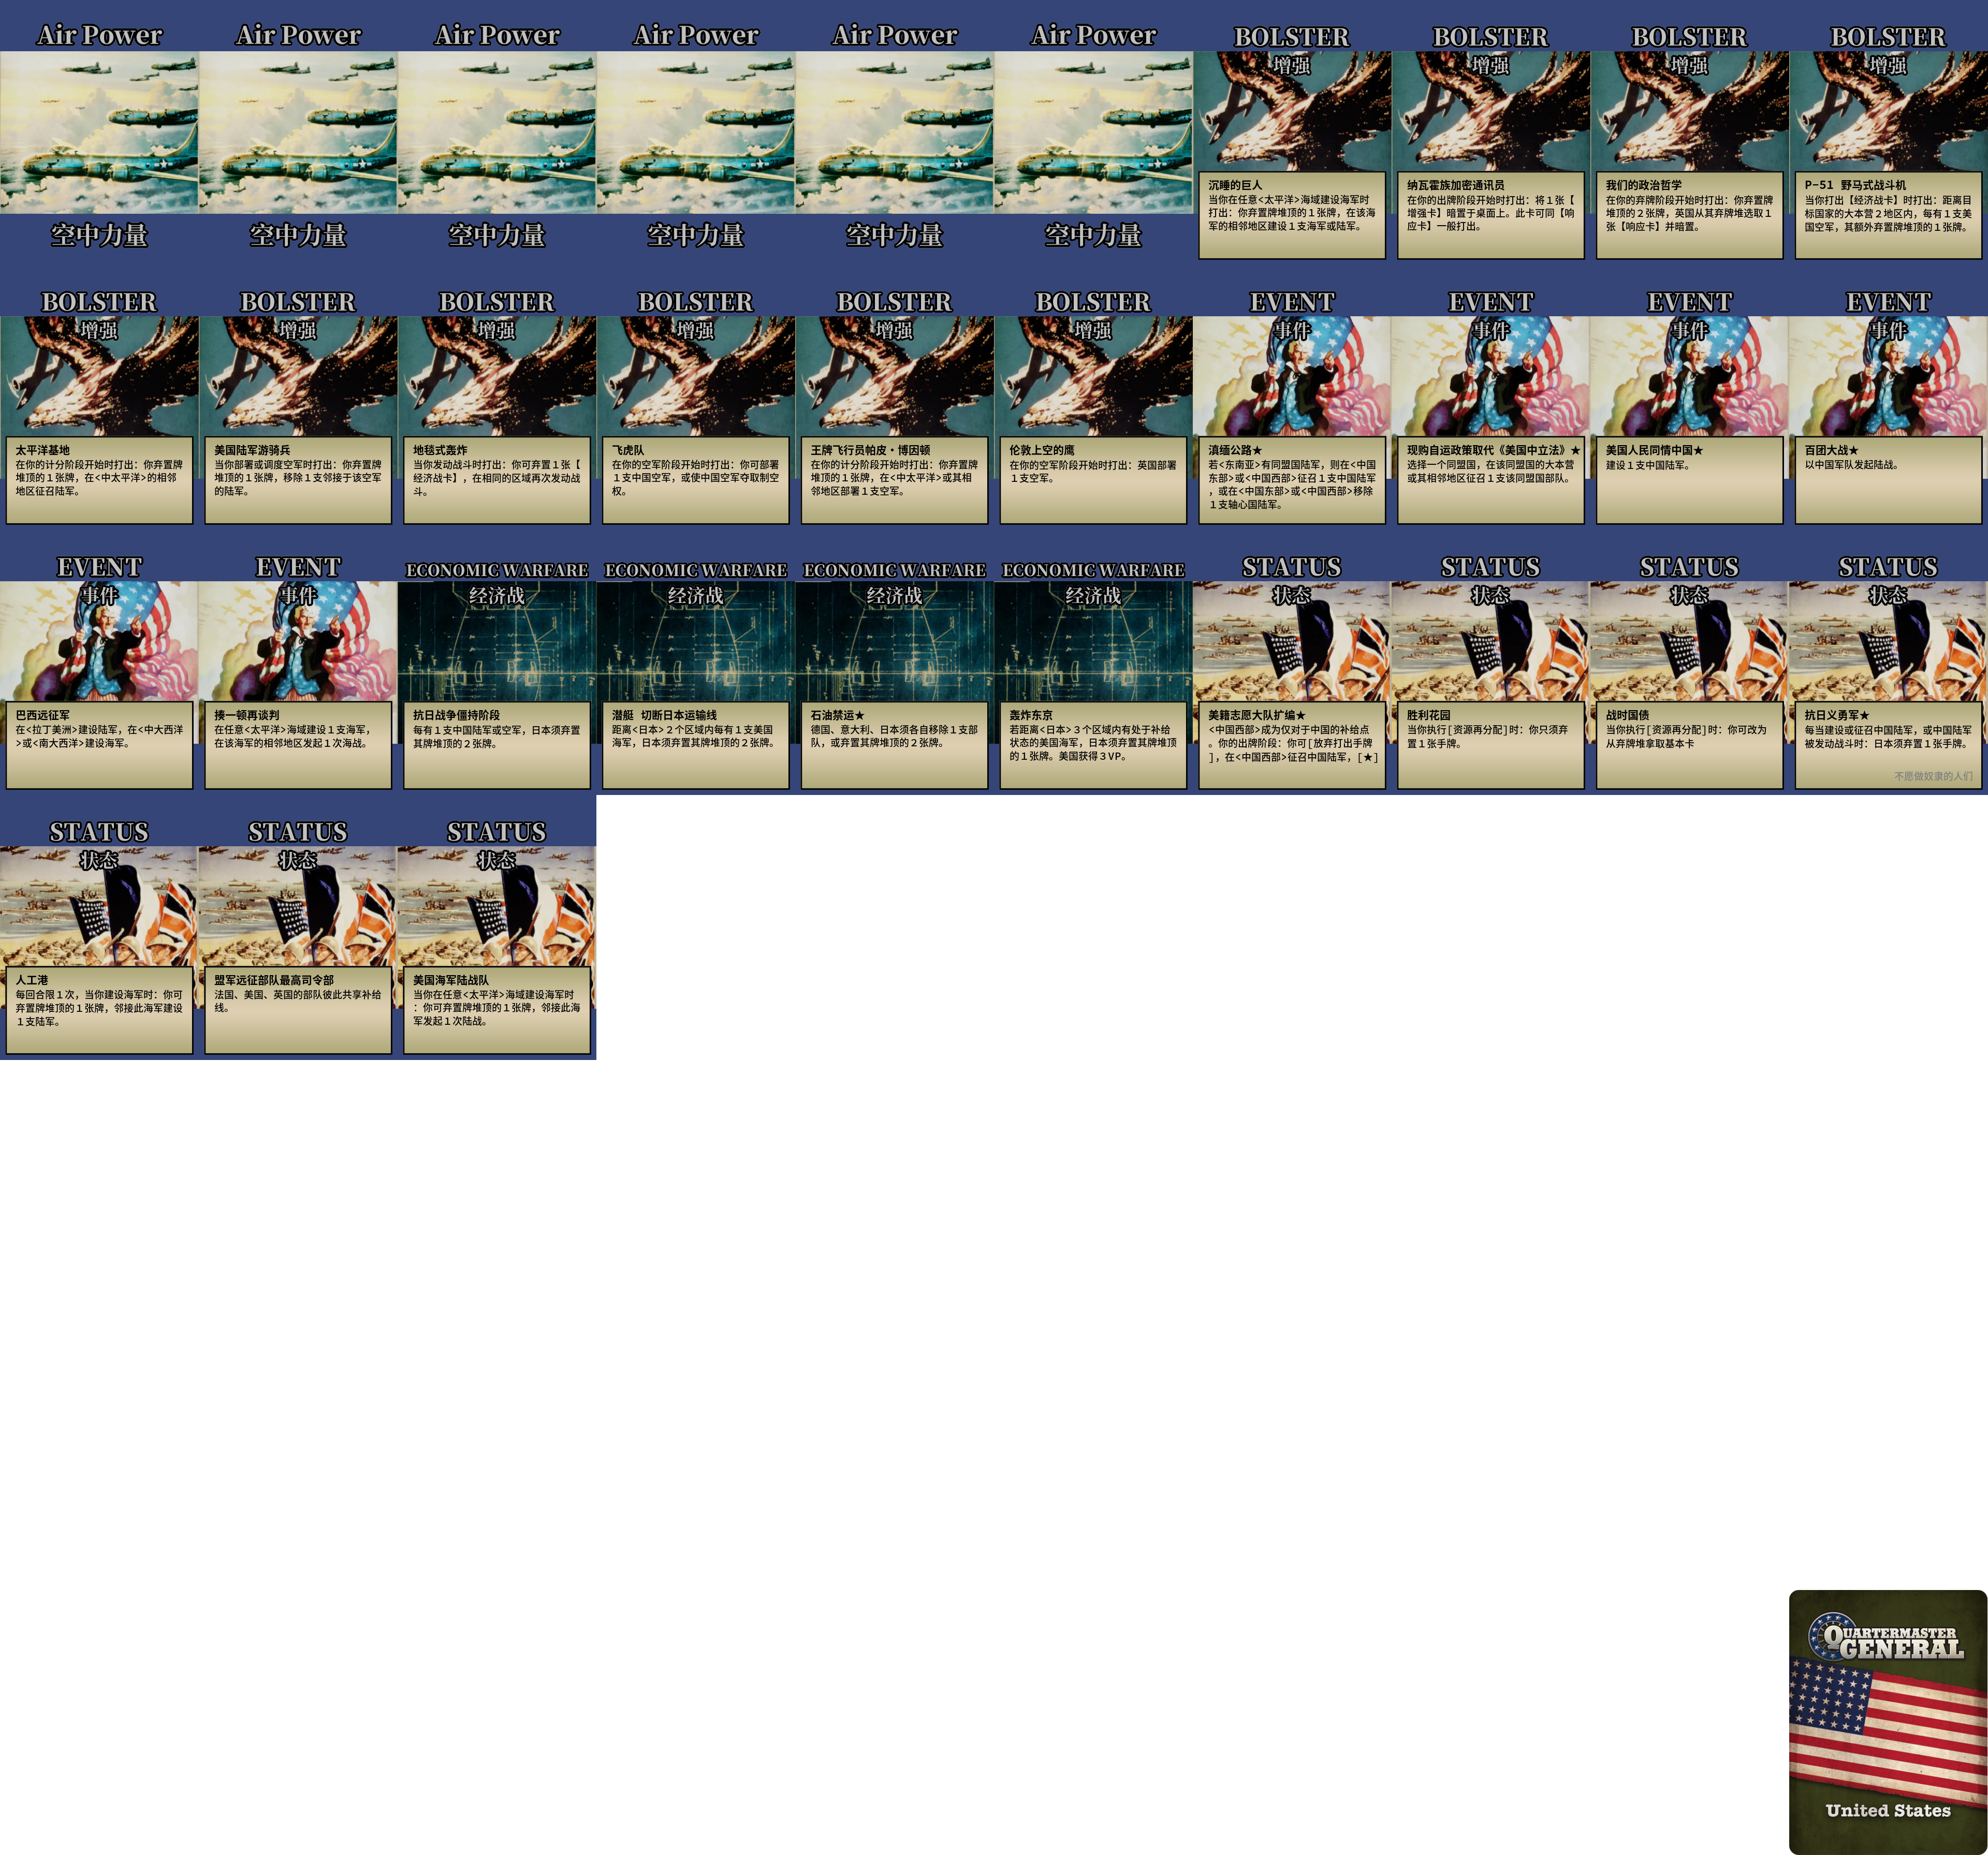 Air Power
空中力量
Air Power
空中力量
Air Power
空中力量
Air Power
空中力量
Air Power
空中力量
Air Power
空中力量
BOLSTER
增强
沉睡的巨人
当你在任意<太平洋>海域建设海军时
打出：你弃置牌堆顶的１张牌，在该海
军的相邻地区建设１支海军或陆军。
BOLSTER
增强
纳瓦霍族加密通讯员
在你的出牌阶段开始时打出：将１张【
增强卡】暗置于桌面上。此卡可同【响
应卡】一般打出。
BOLSTER
增强
我们的政治哲学
在你的弃牌阶段开始时打出：你弃置牌
堆顶的２张牌，英国从其弃牌堆选取１
张【响应卡】并暗置。
BOLSTER
增强
P-51 野马式战斗机
当你打出【经济战卡】时打出：距离目
标国家的大本营２地区内，每有１支美
国空军，其额外弃置牌堆顶的１张牌。
BOLSTER
增强
太平洋基地
在你的计分阶段开始时打出：你弃置牌
堆顶的１张牌，在<中太平洋>的相邻
地区征召陆军。
BOLSTER
增强
美国陆军游骑兵
当你部署或调度空军时打出：你弃置牌
堆顶的１张牌，移除１支邻接于该空军
的陆军。
BOLSTER
增强
地毯式轰炸
当你发动战斗时打出：你可弃置１张【
经济战卡】，在相同的区域再次发动战
斗。
BOLSTER
增强
飞虎队
在你的空军阶段开始时打出：你可部署
１支中国空军，或使中国空军夺取制空
权。
BOLSTER
增强
王牌飞行员帕皮·博因顿
在你的计分阶段开始时打出：你弃置牌
堆顶的１张牌，在<中太平洋>或其相
邻地区部署１支空军。
BOLSTER
增强
伦敦上空的鹰
在你的空军阶段开始时打出：英国部署
１支空军。
EVENT
事件
滇缅公路★
若<东南亚>有同盟国陆军，则在<中国
东部>或<中国西部>征召１支中国陆军
，或在<中国东部>或<中国西部>移除
１支轴心国陆军。
EVENT
事件
现购自运政策取代《美国中立法》★
选择一个同盟国，在该同盟国的大本营
或其相邻地区征召１支该同盟国部队。
EVENT
事件
美国人民同情中国★
建设１支中国陆军。
EVENT
事件
百团大战★
以中国军队发起陆战。
EVENT
事件
巴西远征军
在<拉丁美洲>建设陆军，在<中大西洋
>或<南大西洋>建设海军。
EVENT
事件
揍一顿再谈判
在任意<太平洋>海域建设１支海军，
在该海军的相邻地区发起１次海战。
ECONOMIC WARFARE
经济战
抗日战争僵持阶段
每有１支中国陆军或空军，日本须弃置
其牌堆顶的２张牌。
ECONOMIC WARFARE
经济战
潜艇 切断日本运输线
距离<日本>２个区域内每有１支美国
海军，日本须弃置其牌堆顶的２张牌。
ECONOMIC WARFARE
经济战
石油禁运★
德国、意大利、日本须各自移除１支部
队，或弃置其牌堆顶的２张牌。
ECONOMIC WARFARE
经济战
轰炸东京
若距离<日本>３个区域内有处于补给
状态的美国海军，日本须弃置其牌堆顶
的１张牌。美国获得３VP。
STATUS
状态
美籍志愿大队扩编★
<中国西部>成为仅对于中国的补给点
。你的出牌阶段：你可[放弃打出手牌
]，在<中国西部>征召中国陆军，[★]
STATUS
状态
胜利花园
当你执行[资源再分配]时：你只须弃
置１张手牌。
STATUS
状态
战时国债
当你执行[资源再分配]时：你可改为
从弃牌堆拿取基本卡
STATUS
状态
抗日义勇军★
每当建设或征召中国陆军，或中国陆军
被发动战斗时：日本须弃置１张手牌。
不愿做奴隶的人们
STATUS
状态
人工港
每回合限１次，当你建设海军时：你可
弃置牌堆顶的１张牌，邻接此海军建设
１支陆军。
STATUS
状态
盟军远征部队最高司令部
法国、美国、英国的部队彼此共享补给
线。
STATUS
状态
美国海军陆战队
当你在任意<太平洋>海域建设海军时
：你可弃置牌堆顶的１张牌，邻接此海
军发起１次陆战。
QUARTERMASTER
GENERAL
United States